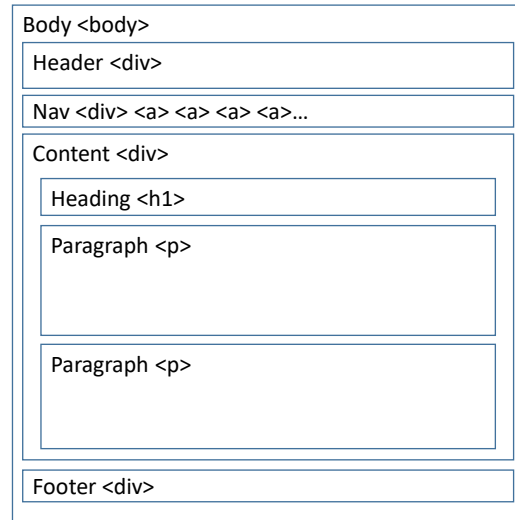 Body <body>
Header <div>
Nav <div> <a> <a> <a> <a>...
Content <div>
Heading <h1>
Paragraph <p>
Paragraph <p>
Footer <div>